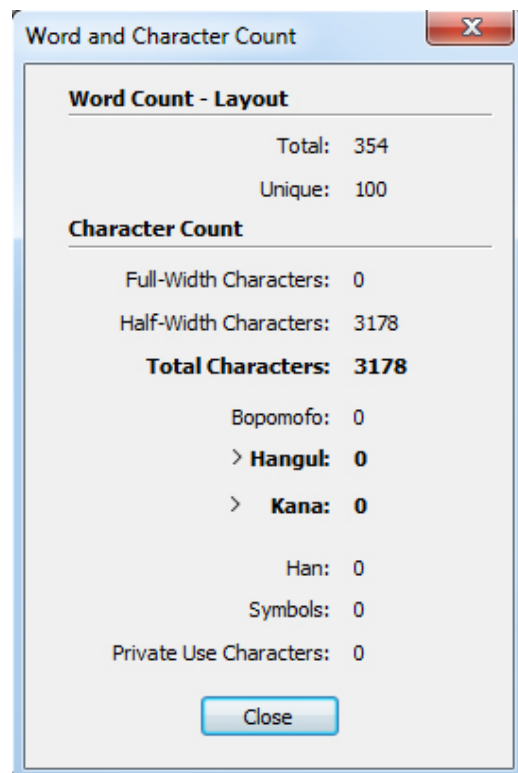 Word and Character Count
Word Count - Layout
Total: 354
Unique: 100
Character Count
Full-Width Characters: 0
Half-Width Characters: 3178
Total Characters: 3178
Bopomofo: 0
> Hangul: 0
> Kana: 0
Han: 0
Symbols: 0
Private Use Characters: 0
Close